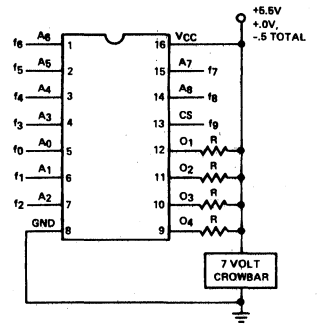 +5.5V
+.0V,
-.5 TOTAL
f6 A6 1 16 VCC
f5 A5 2 15 A7 f7
f4 A4 3 14 A8 f8
f3 A3 4 13 CS f9
f0 A0 5 12 O1 R
f1 A1 6 11 O2 R
f2 A2 7 10 O3 R
GND 8 9 O4 R
7 VOLT
CROWBAR